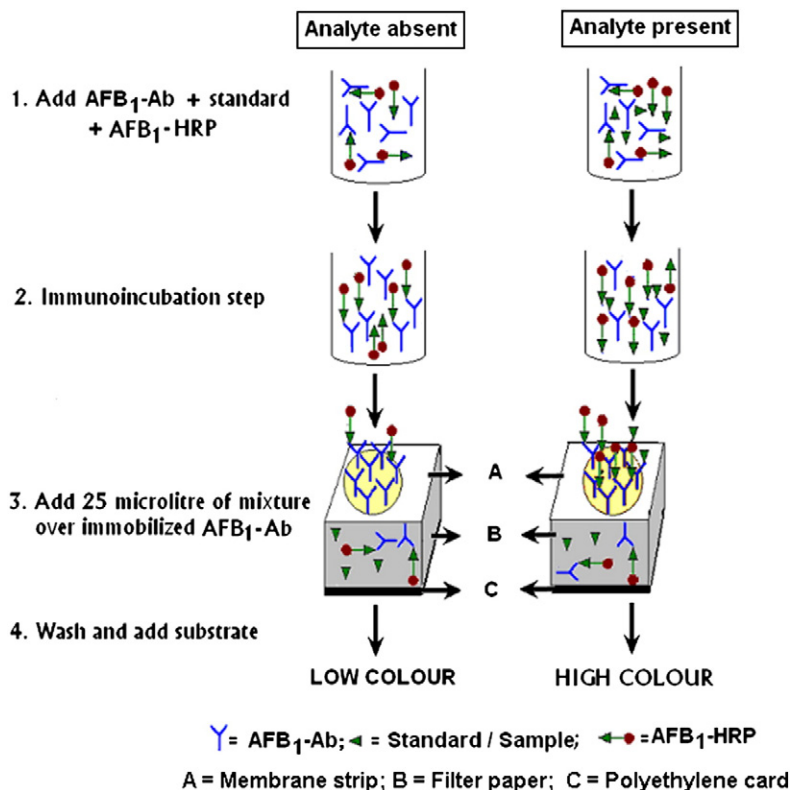 Analyte absent
Analyte present
1. Add AFB1-Ab + standard
+ AFB1-HRP
2. Immunoincubation step
3. Add 25 microlitre of mixture
over immobilized AFB1-Ab
A
B
C
4. Wash and add substrate
LOW COLOUR
HIGH COLOUR
= AFB1-Ab; = Standard / Sample; =AFB1-HRP
A = Membrane strip; B = Filter paper; C = Polyethylene card